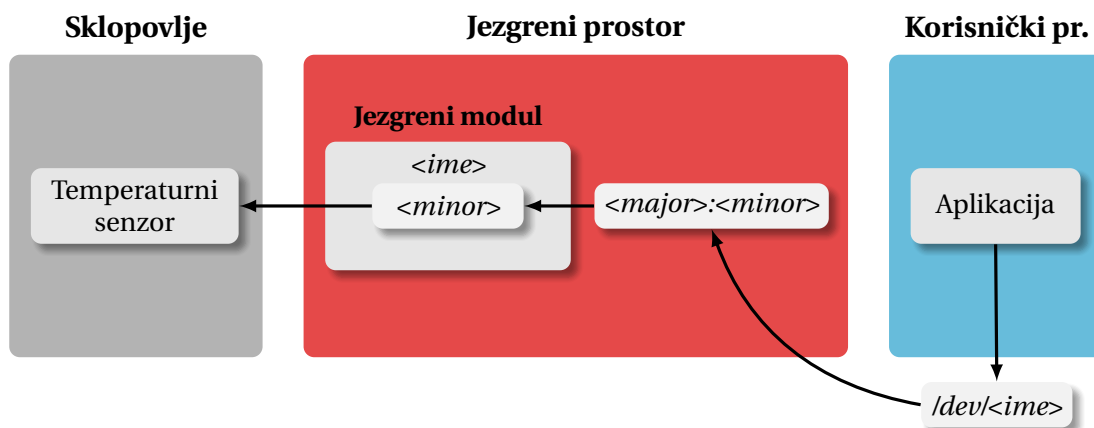 Sklopovlje
Jezgreni prostor
Korisnički pr.
Jezgreni modul
<ime>
Temperaturni
senzor
<minor>
<major>:<minor>
Aplikacija
/dev/<ime>